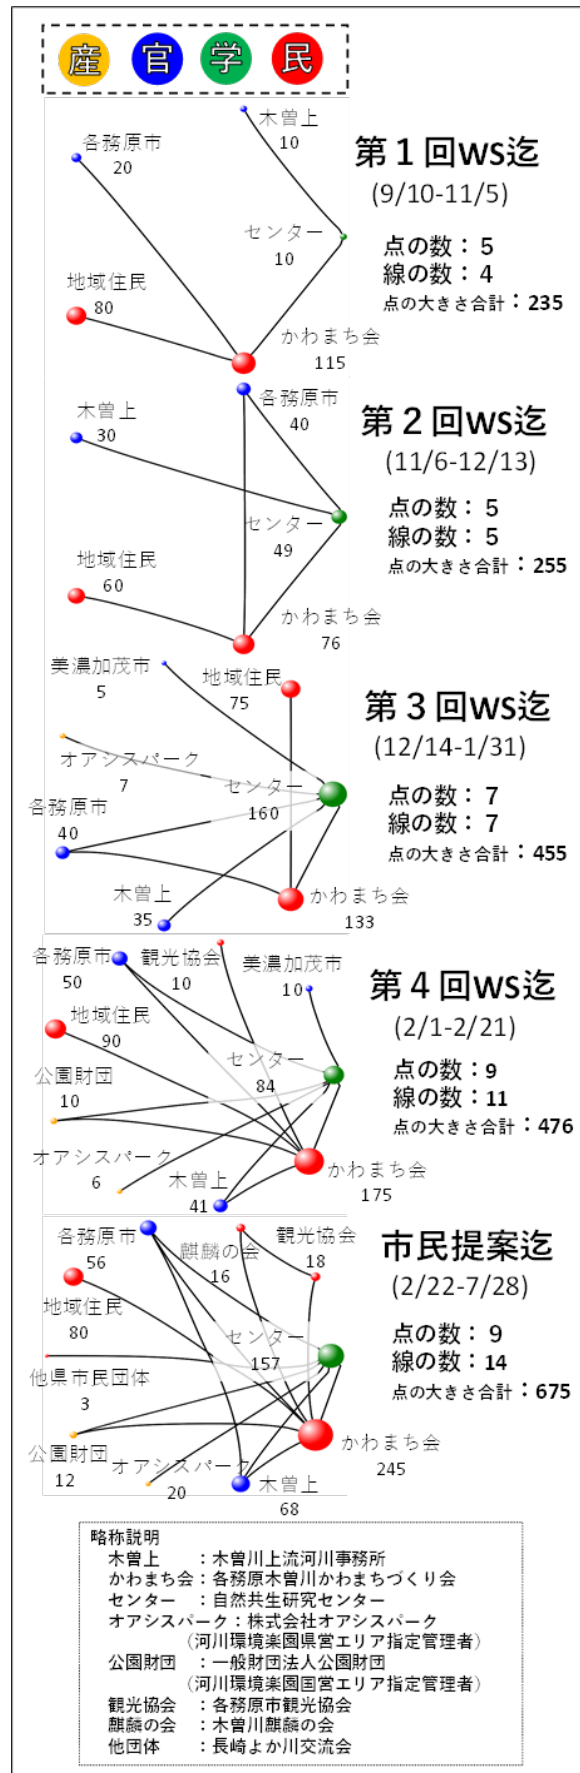 産 官 学 民
木曽上
10
各務原市
20
第１回WS迄
(9/10-11/5)
センター
10
点の数：5
線の数：4
点の大きさ合計：235
地域住民
80
かわまち会
115
各務原市
40
木曽上
30
第２回WS迄
(11/6-12/13)
センター
49
点の数：5
線の数：5
点の大きさ合計：255
地域住民
60
かわまち会
76
美濃加茂市
5
地域住民
75
第３回WS迄
(12/14-1/31)
オアシスパーク
7
センター
160
点の数：7
線の数：7
点の大きさ合計：455
各務原市
40
木曽上
35
かわまち会
133
各務原市
50
観光協会
10
美濃加茂市
10
第４回WS迄
(2/1-2/21)
地域住民
90
センター
84
点の数：9
線の数：11
点の大きさ合計：476
公園財団
10
オアシスパーク
6
木曽上
41
かわまち会
175
各務原市
56
麒麟の会
16
観光協会
18
市民提案迄
(2/22-7/28)
地域住民
80
センター
157
点の数：9
線の数：14
点の大きさ合計：675
他県市民団体
3
公園財団
12
オアシスパーク
20
木曽上
68
かわまち会
245
略称説明
木曽上　　：木曽川上流河川事務所
かわまち会：各務原木曽川かわまちづくり会
センター　：自然共生研究センター
オアシスパーク：株式会社オアシスパーク
（河川環境楽園県営エリア指定管理者）
公園財団　：一般財団法人公園財団
（河川環境楽園国営エリア指定管理者）
観光協会　：各務原市観光協会
麒麟の会　：木曽川麒麟の会
他団体　　：長崎よか川交流会